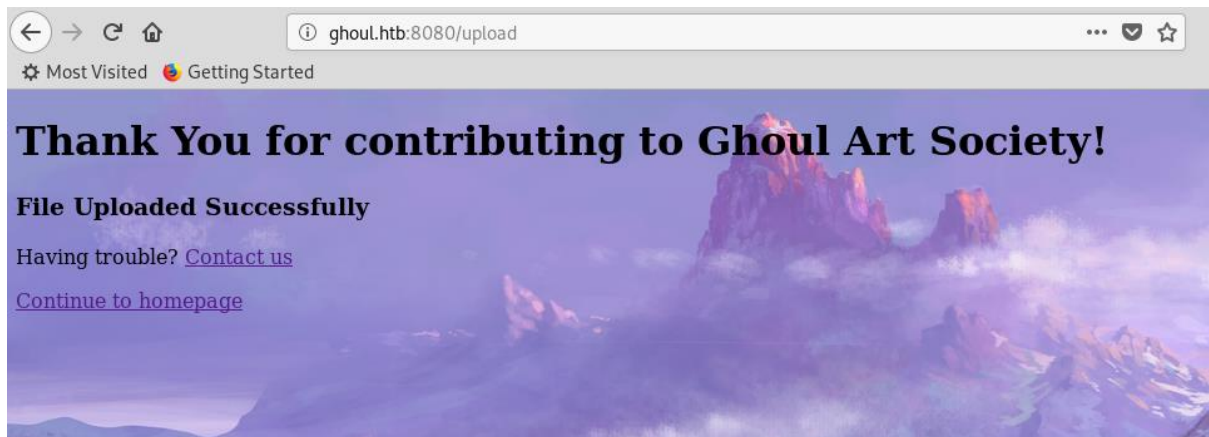 ghoul.htb:8080/upload
Most Visited Getting Started
Thank You for contributing to Ghoul Art Society!
File Uploaded Successfully
Having trouble? Contact us
Continue to homepage